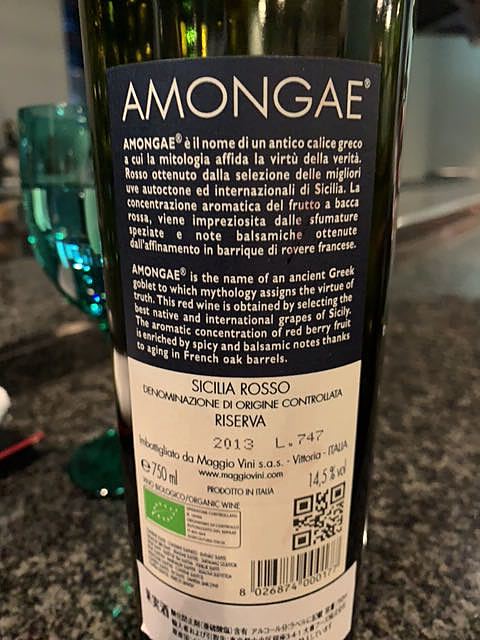 AMONGAE®
AMONGAE® è il nome di un antico calice greco
a cui la mitologia affida la virtù della verità.
Rosso ottenuto dalla selezione delle migliori
uve autoctone ed internazionali di Sicilia. La
concentrazione aromatica del frutto a bacca
rossa, viene impreziosita dalle sfumature
speziate e note balsamiche ottenute
dall'affinamento in barrique di rovere francese.
AMONGAE® is the name of an ancient Greek
goblet to which mythology assigns the virtue of
truth. This red wine is obtained by selecting the
best native and international grapes of Sicily.
The aromatic concentration of red berry fruit
is enriched by spicy and balsamic notes thanks
to aging in French oak barrels.
SICILIA ROSSO
DENOMINAZIONE DI ORIGINE CONTROLLATA
RISERVA
2013 L.747
imbottigliato da Maggio Vini s.a.s. - Vittoria - ITALIA
e 750 ml www.maggiovini.com 14,5% vol
PRODOTTO IN ITALIA
VINO BIOLOGICO/ORGANIC WINE
8 026874 00017